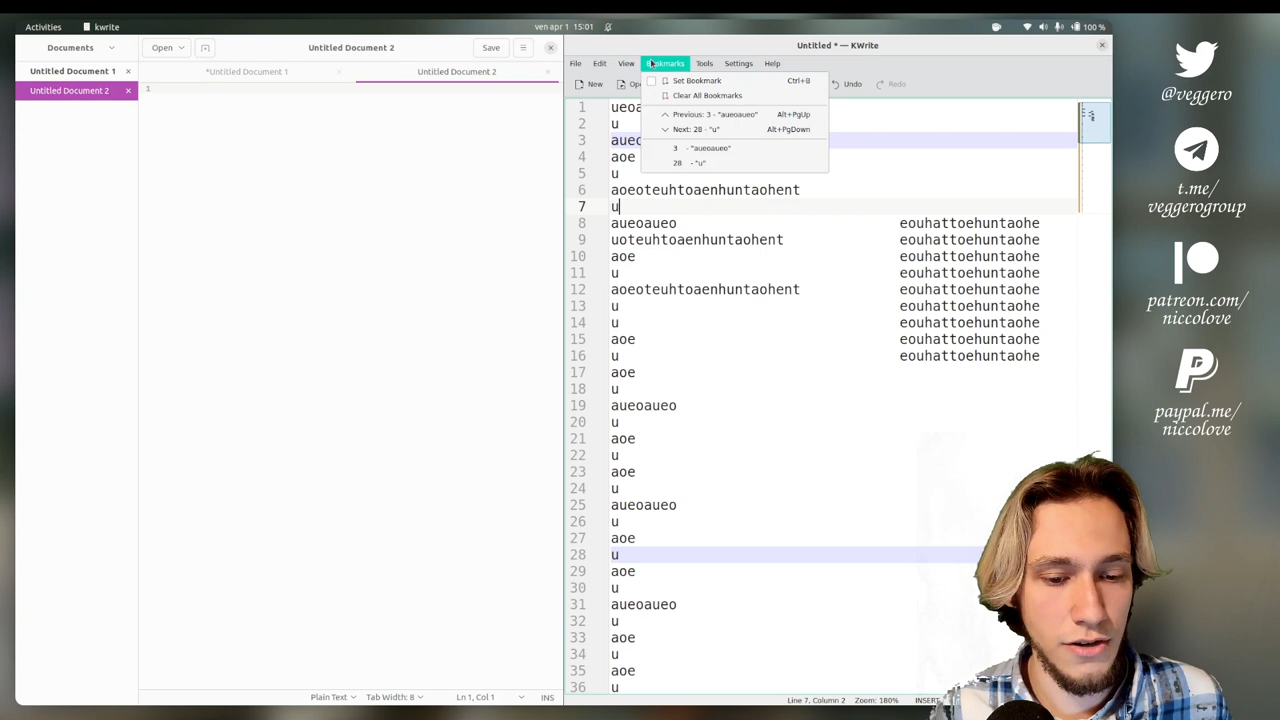 Activities kwrite ven apr 1 15:01 100 %
Documents Open Untitled Document 2 Save
Untitled Document 1
Untitled Document 2
*Untitled Document 1 Untitled Document 2
1
Plain Text Tab Width: 8 Ln 1, Col 1 INS
Untitled * — KWrite
File Edit View Bookmarks Tools Settings Help
New Undo Redo
Set Bookmark Ctrl+B
Clear All Bookmarks
Previous: 3 - "aueoaueo" Alt+PgUp
Next: 28 - "u" Alt+PgDown
3 - "aueoaueo"
28 - "u"
1
2 u
3
4 aoe
5 u
6 aoeoteuhtoaenhuntaohent
7 u
8 aueoaueo eouhattoehuntaohe
9 uoteuhtoaenhuntaohent eouhattoehuntaohe
10 aoe eouhattoehuntaohe
11 u eouhattoehuntaohe
12 aoeoteuhtoaenhuntaohent eouhattoehuntaohe
13 u eouhattoehuntaohe
14 u eouhattoehuntaohe
15 aoe eouhattoehuntaohe
16 u eouhattoehuntaohe
17 aoe
18 u
19 aueoaueo
20 u
21 aoe
22 u
23 aoe
24 u
25 aueoaueo
26 u
27 aoe
28 u
29 aoe
30 u
31 aueoaueo
32 u
33 aoe
34 u
35 aoe
36 u
Line 7, Column 2 Zoom: 180% INSERT
@veggero
t.me/
veggerogroup
patreon.com/
niccolove
paypal.me/
niccolove